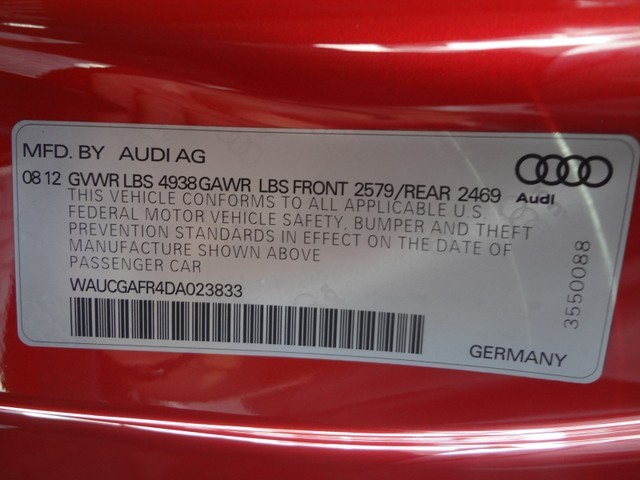 MFD. BY AUDI AG
Audi
08 12 GVWR LBS 4938 GAWR LBS FRONT 2579/REAR 2469
THIS VEHICLE CONFORMS TO ALL APPLICABLE U.S.
FEDERAL MOTOR VEHICLE SAFETY, BUMPER AND THEFT
PREVENTION STANDARDS IN EFFECT ON THE DATE OF
MANUFACTURE SHOWN ABOVE
PASSENGER CAR
WAUCGAFR4DA023833
3550088
GERMANY